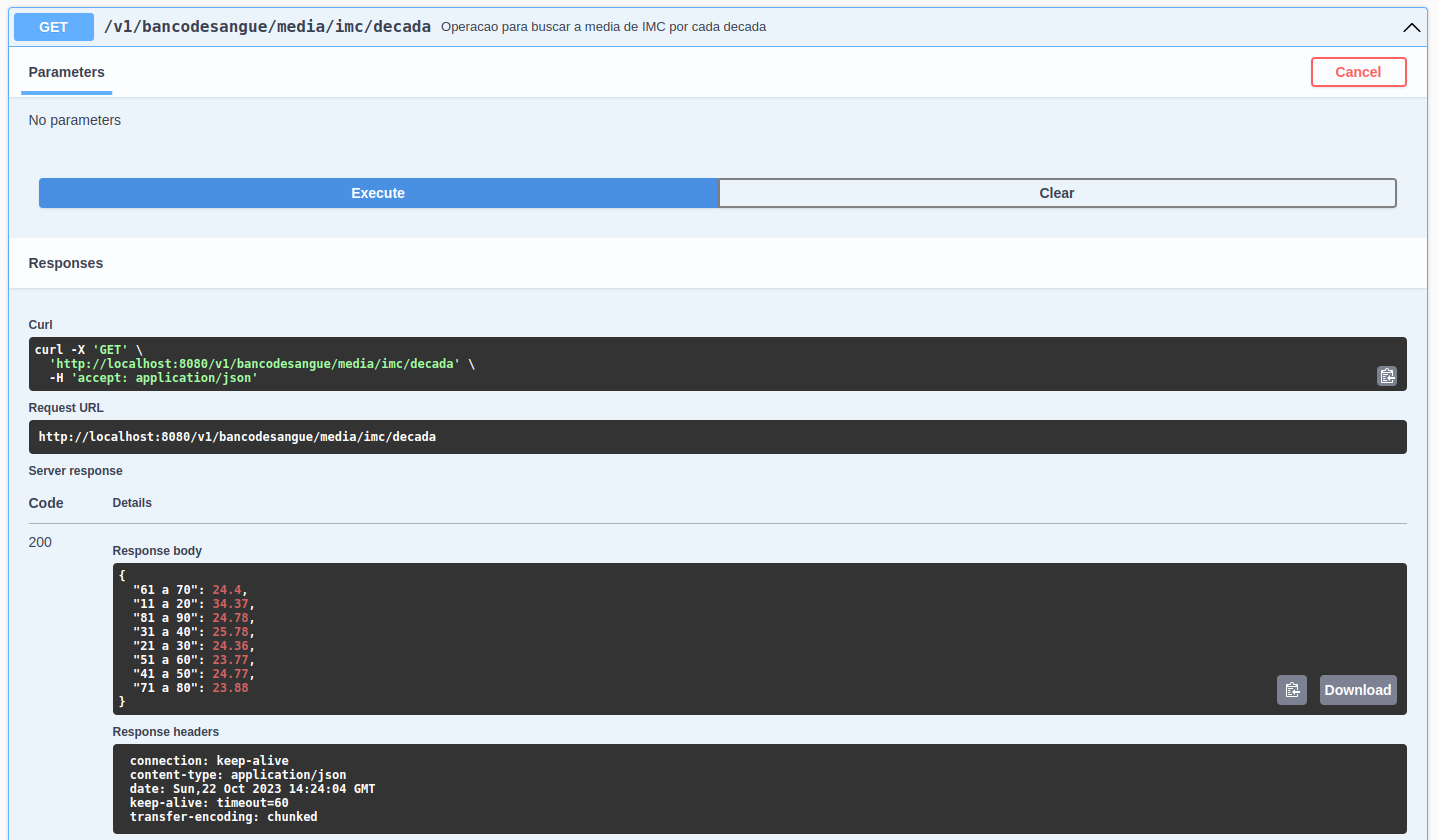 GET /v1/bancodesangue/media/imc/decada Operacao para buscar a media de IMC por cada decada
Parameters
Cancel
No parameters
Execute
Clear
Responses
Curl
curl -X 'GET' \
  'http://localhost:8080/v1/bancodesangue/media/imc/decada' \
  -H 'accept: application/json'
Request URL
http://localhost:8080/v1/bancodesangue/media/imc/decada
Server response
Code Details
200
Response body
{
  "61 a 70": 24.4,
  "11 a 20": 34.37,
  "81 a 90": 24.78,
  "31 a 40": 25.78,
  "21 a 30": 24.36,
  "51 a 60": 23.77,
  "41 a 50": 24.77,
  "71 a 80": 23.88
}
Download
Response headers
connection: keep-alive
content-type: application/json
date: Sun,22 Oct 2023 14:24:04 GMT
keep-alive: timeout=60
transfer-encoding: chunked